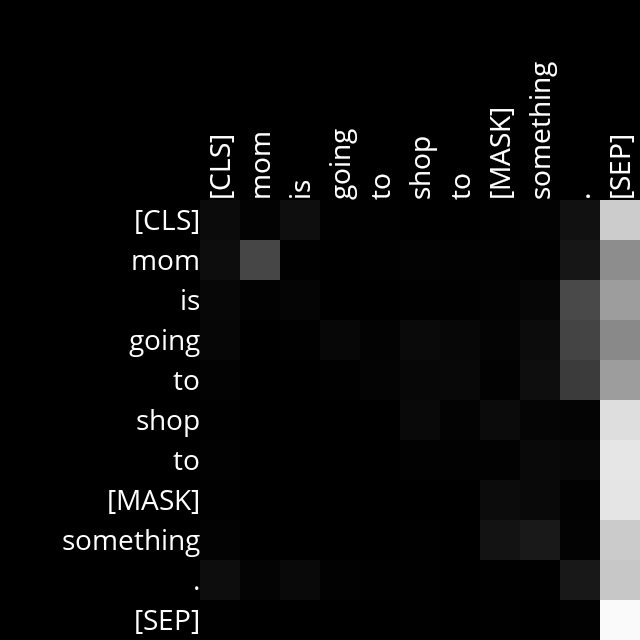 [CLS] mom is going to shop to [MASK] something . [SEP]
[CLS]
mom
is
going
to
shop
to
[MASK]
something
.
[SEP]